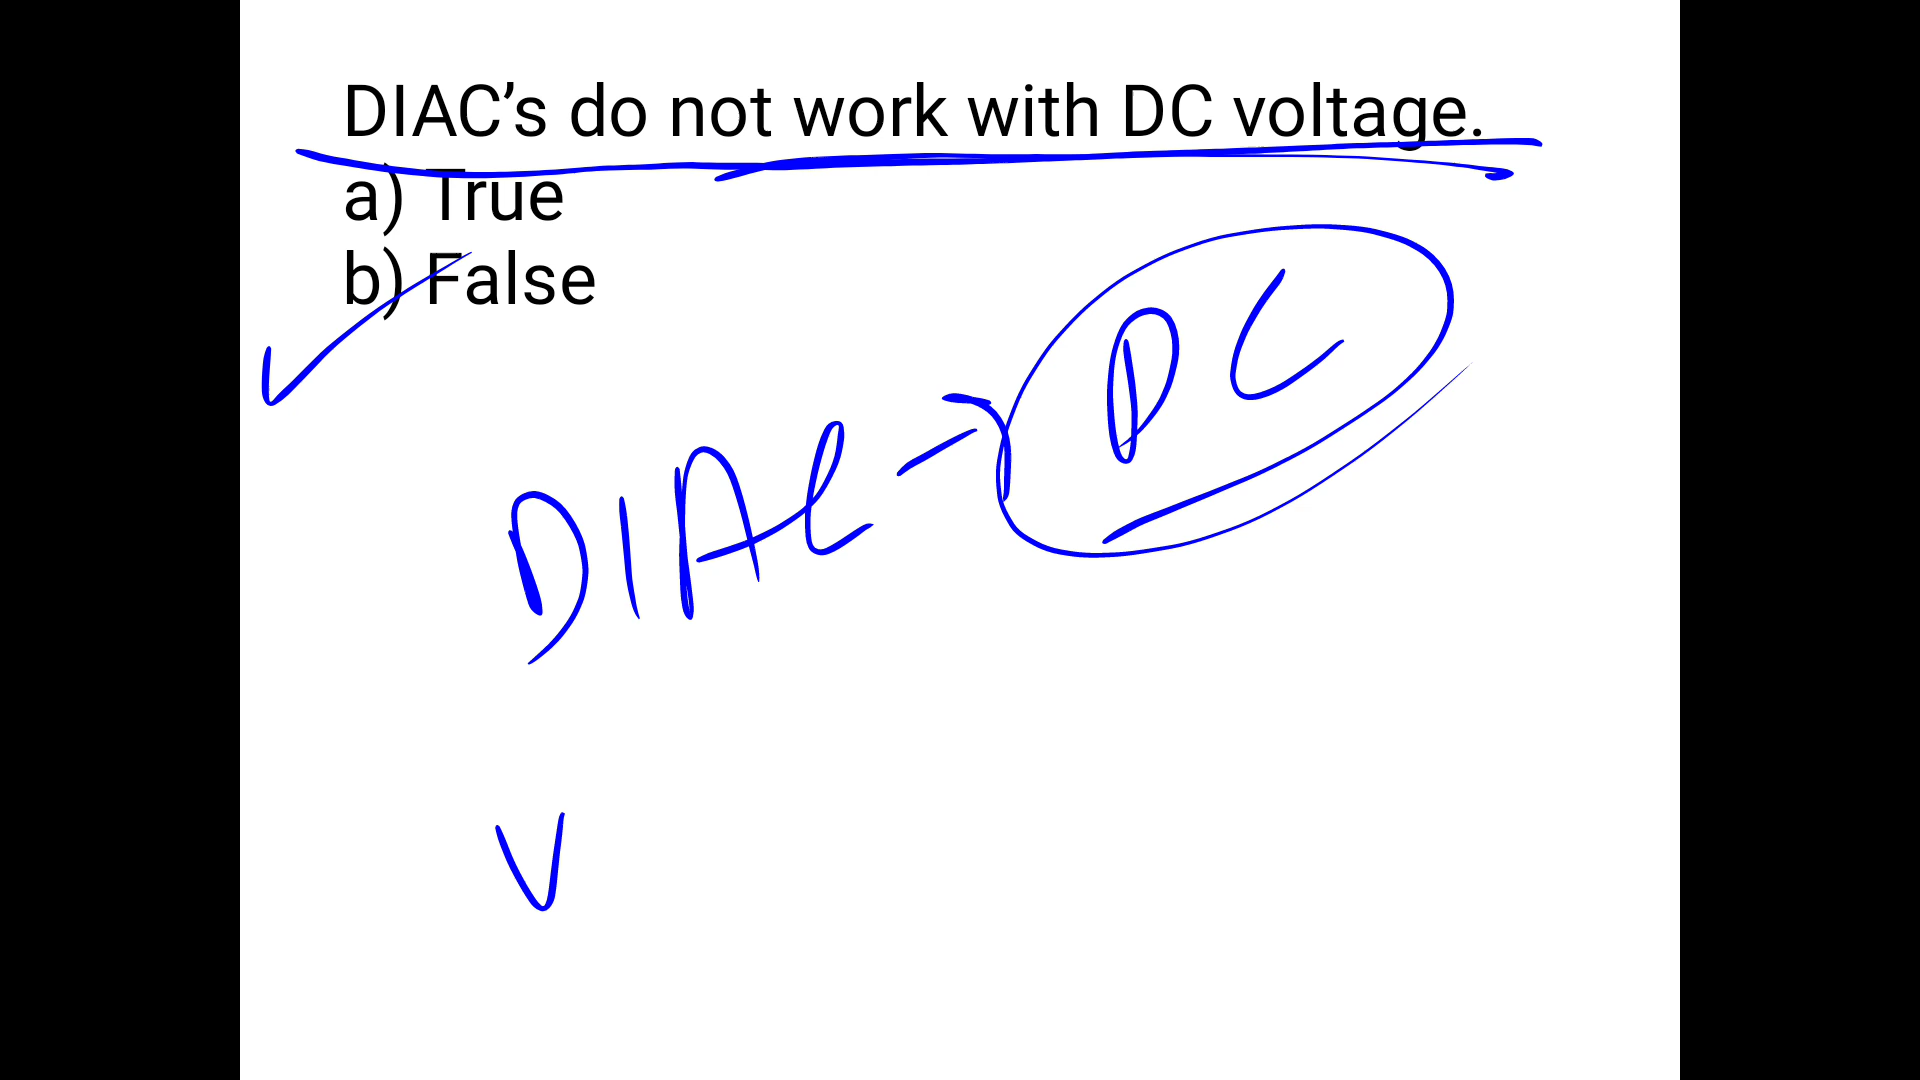 DIAC’s do not work with DC voltage.
a) True
b) False
DIAC → DC
V